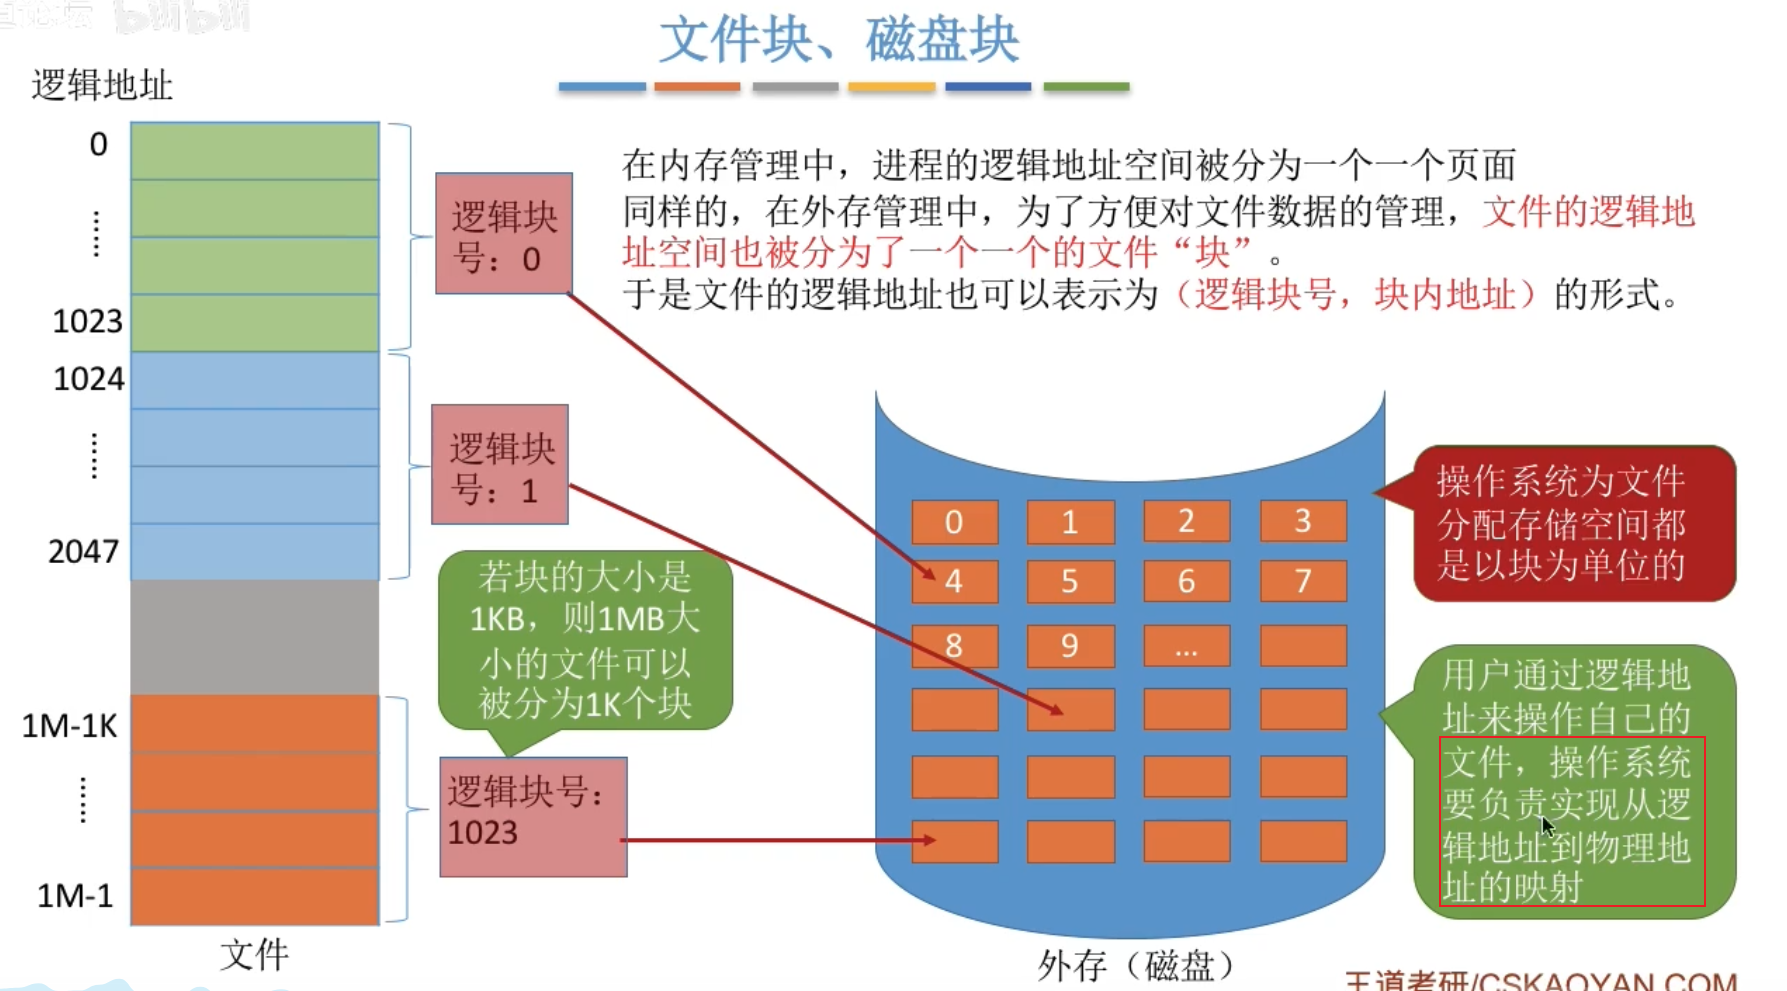 bilibili
文件块、磁盘块
逻辑地址
0
1023
1024
2047
1M-1K
1M-1
文件
逻辑块
号：0
逻辑块
号：1
若块的大小是
1KB，则1MB大
小的文件可以
被分为1K个块
逻辑块号：
1023
在内存管理中，进程的逻辑地址空间被分为一个一个页面
同样的，在外存管理中，为了方便对文件数据的管理，文件的逻辑地
址空间也被分为了一个一个的文件“块”。
于是文件的逻辑地址也可以表示为（逻辑块号，块内地址）的形式。
0 1 2 3
4 5 6 7
8 9 ...
外存（磁盘）
操作系统为文件
分配存储空间都
是以块为单位的
用户通过逻辑地
址来操作自己的
文件，操作系统
要负责实现从逻
辑地址到物理地
址的映射
王道考研/CSKAOYAN.COM